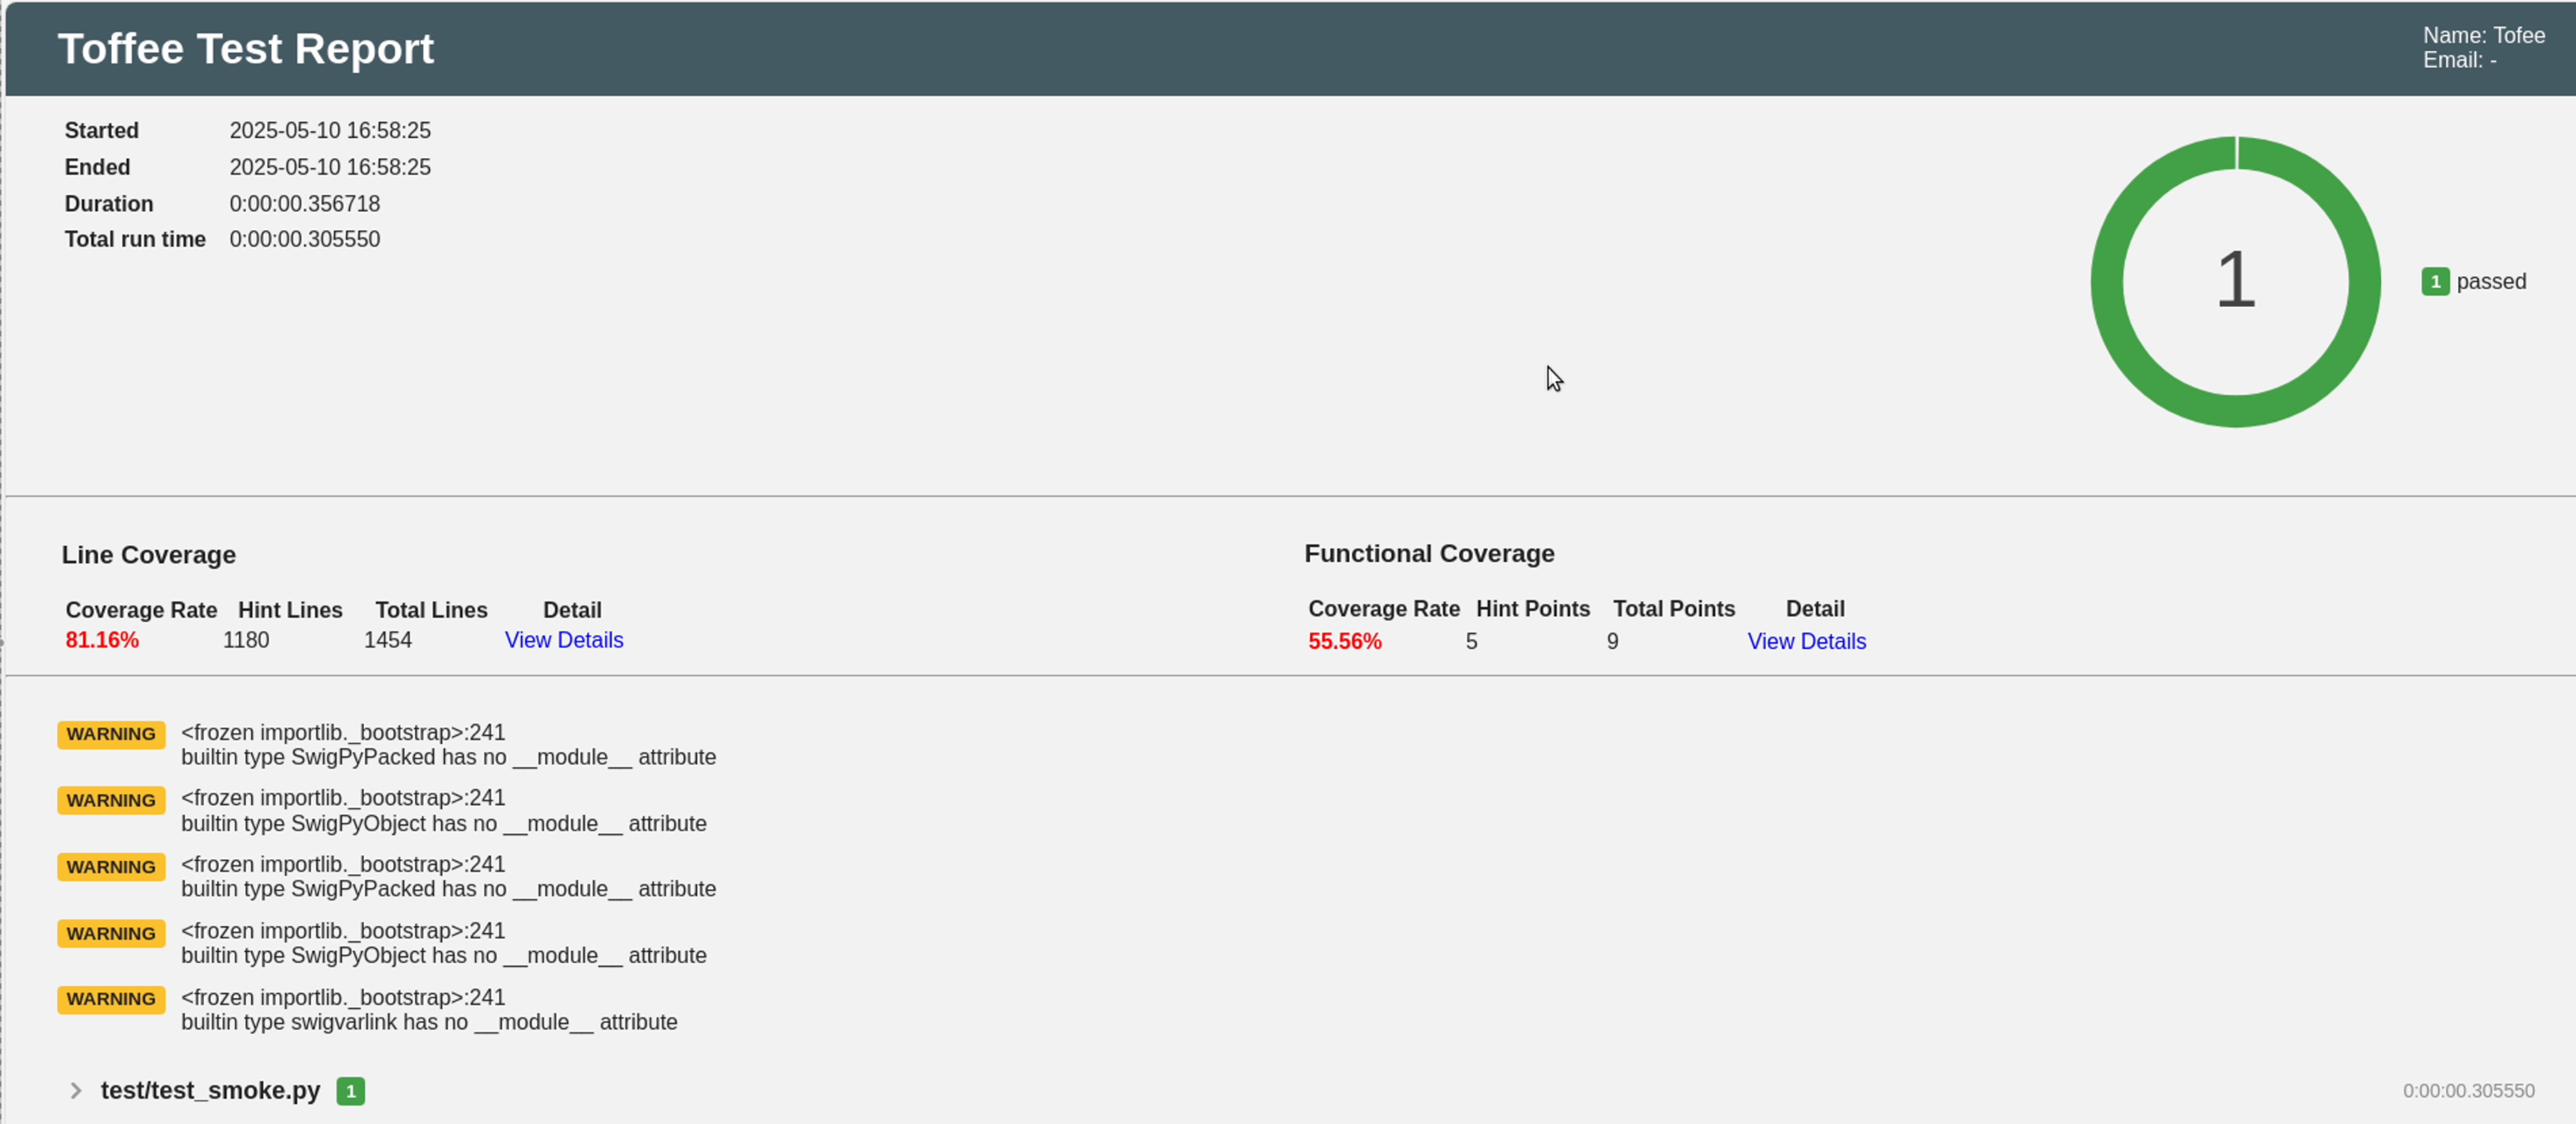 Toffee Test Report
Name: Tofee
Email: -
Started 2025-05-10 16:58:25
Ended 2025-05-10 16:58:25
Duration 0:00:00.356718
Total run time 0:00:00.305550
1
1 passed
Line Coverage
Coverage Rate Hint Lines Total Lines Detail
81.16% 1180 1454 View Details
Functional Coverage
Coverage Rate Hint Points Total Points Detail
55.56% 5 9 View Details
WARNING <frozen importlib._bootstrap>:241
builtin type SwigPyPacked has no __module__ attribute
WARNING <frozen importlib._bootstrap>:241
builtin type SwigPyObject has no __module__ attribute
WARNING <frozen importlib._bootstrap>:241
builtin type SwigPyPacked has no __module__ attribute
WARNING <frozen importlib._bootstrap>:241
builtin type SwigPyObject has no __module__ attribute
WARNING <frozen importlib._bootstrap>:241
builtin type swigvarlink has no __module__ attribute
test/test_smoke.py 1 0:00:00.305550